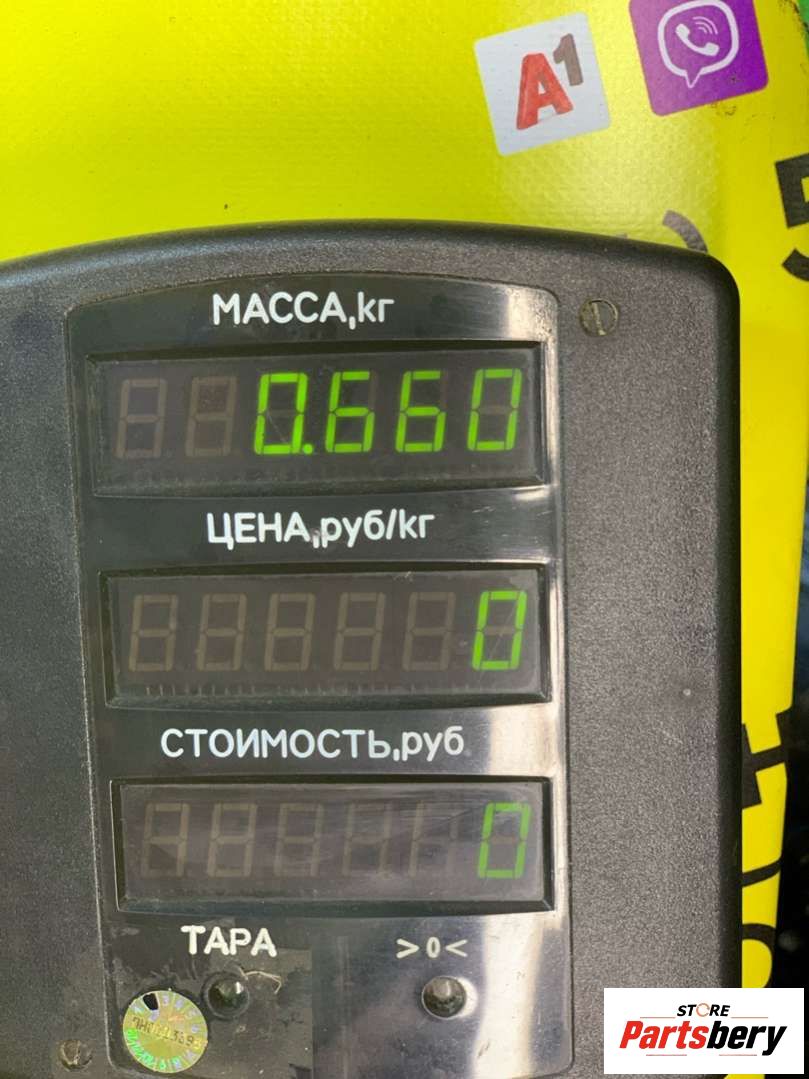 A1
МАССА,кг
0.660
ЦЕНА,руб/кг
0
СТОИМОСТЬ,руб
0
ТАРА
>0<
STORE
Partsbery